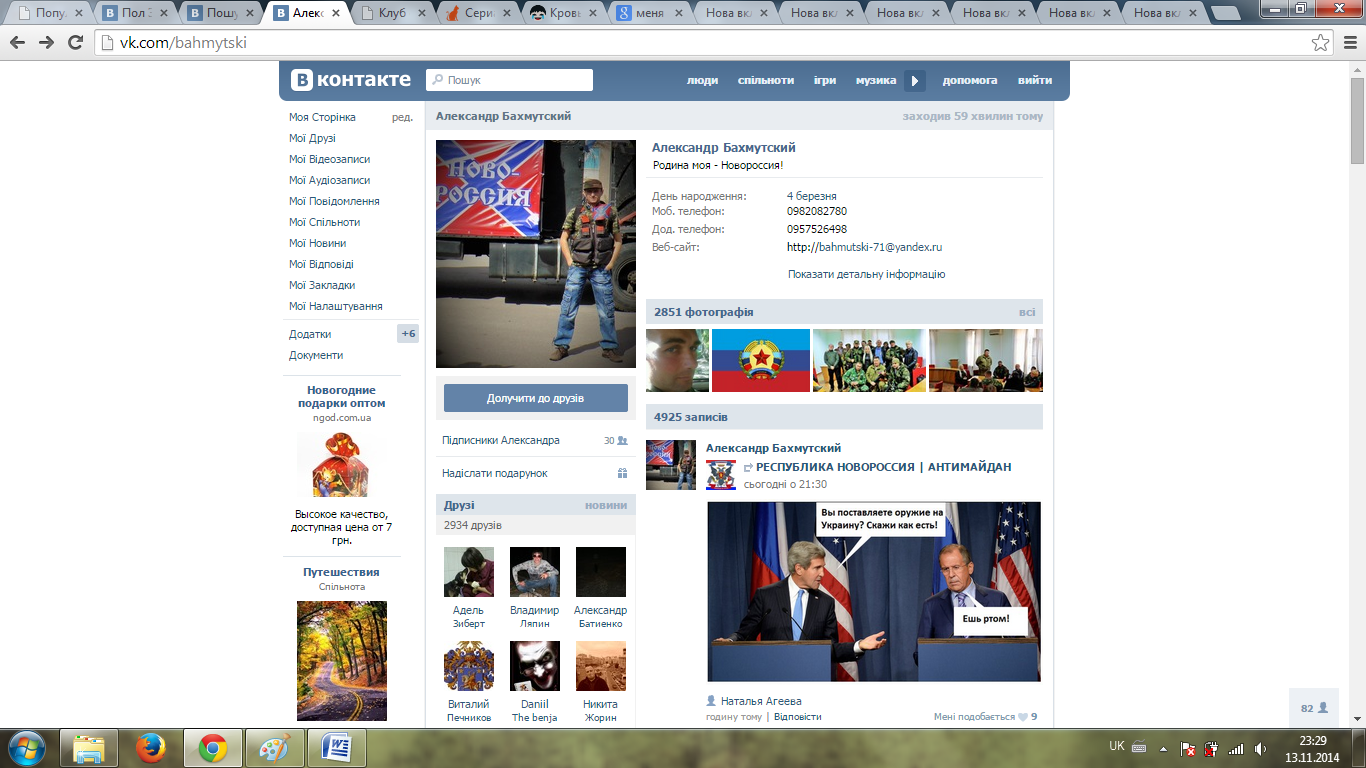 Попу
Пол З
Пошу
Алекс
Клуб
Сери
Кровь
меня
Нова вкл
Нова вкл
Нова вкл
Нова вкл
Нова вкл
Нова вкл
vk.com/bahmytski
В контакте
Пошук
люди спільноти ігри музика допомога вийти
Моя Сторінка ред.
Мої Друзі
Мої Відеозаписи
Мої Аудіозаписи
Мої Повідомлення
Мої Спільноти
Мої Новини
Мої Відповіді
Мої Закладки
Мої Налаштування
Додатки +6
Документи
Новогодние
подарки оптом
ngod.com.ua
Высокое качество,
доступная цена от 7
грн.
Путешествия
Спільнота
Александр Бахмутский заходив 59 хвилин тому
НОВО-
РОССИЯ
Долучити до друзів
Підписники Александра 30
Надіслати подарунок
Друзі новини
2934 друзів
Адель
Зиберт
Владимир
Ляпин
Александр
Батиенко
Виталий
Печников
Daniil
The benja
Никита
Жорин
Александр Бахмутский
Родина моя - Новороссия!
День народження: 4 березня
Моб. телефон: 0982082780
Дод. телефон: 0957526498
Веб-сайт: http://bahmutski-71@yandex.ru
Показати детальну інформацію
2851 фотографія всі
4925 записів
Александр Бахмутский
РЕСПУБЛИКА НОВОРОССИЯ | АНТИМАЙДАН
сьогодні о 21:30
Вы поставляете оружие на
Украину? Скажи как есть!
Ешь ртом!
Наталья Агеева
годину тому | Відповісти Мені подобається 9
82
UK
23:29
13.11.2014